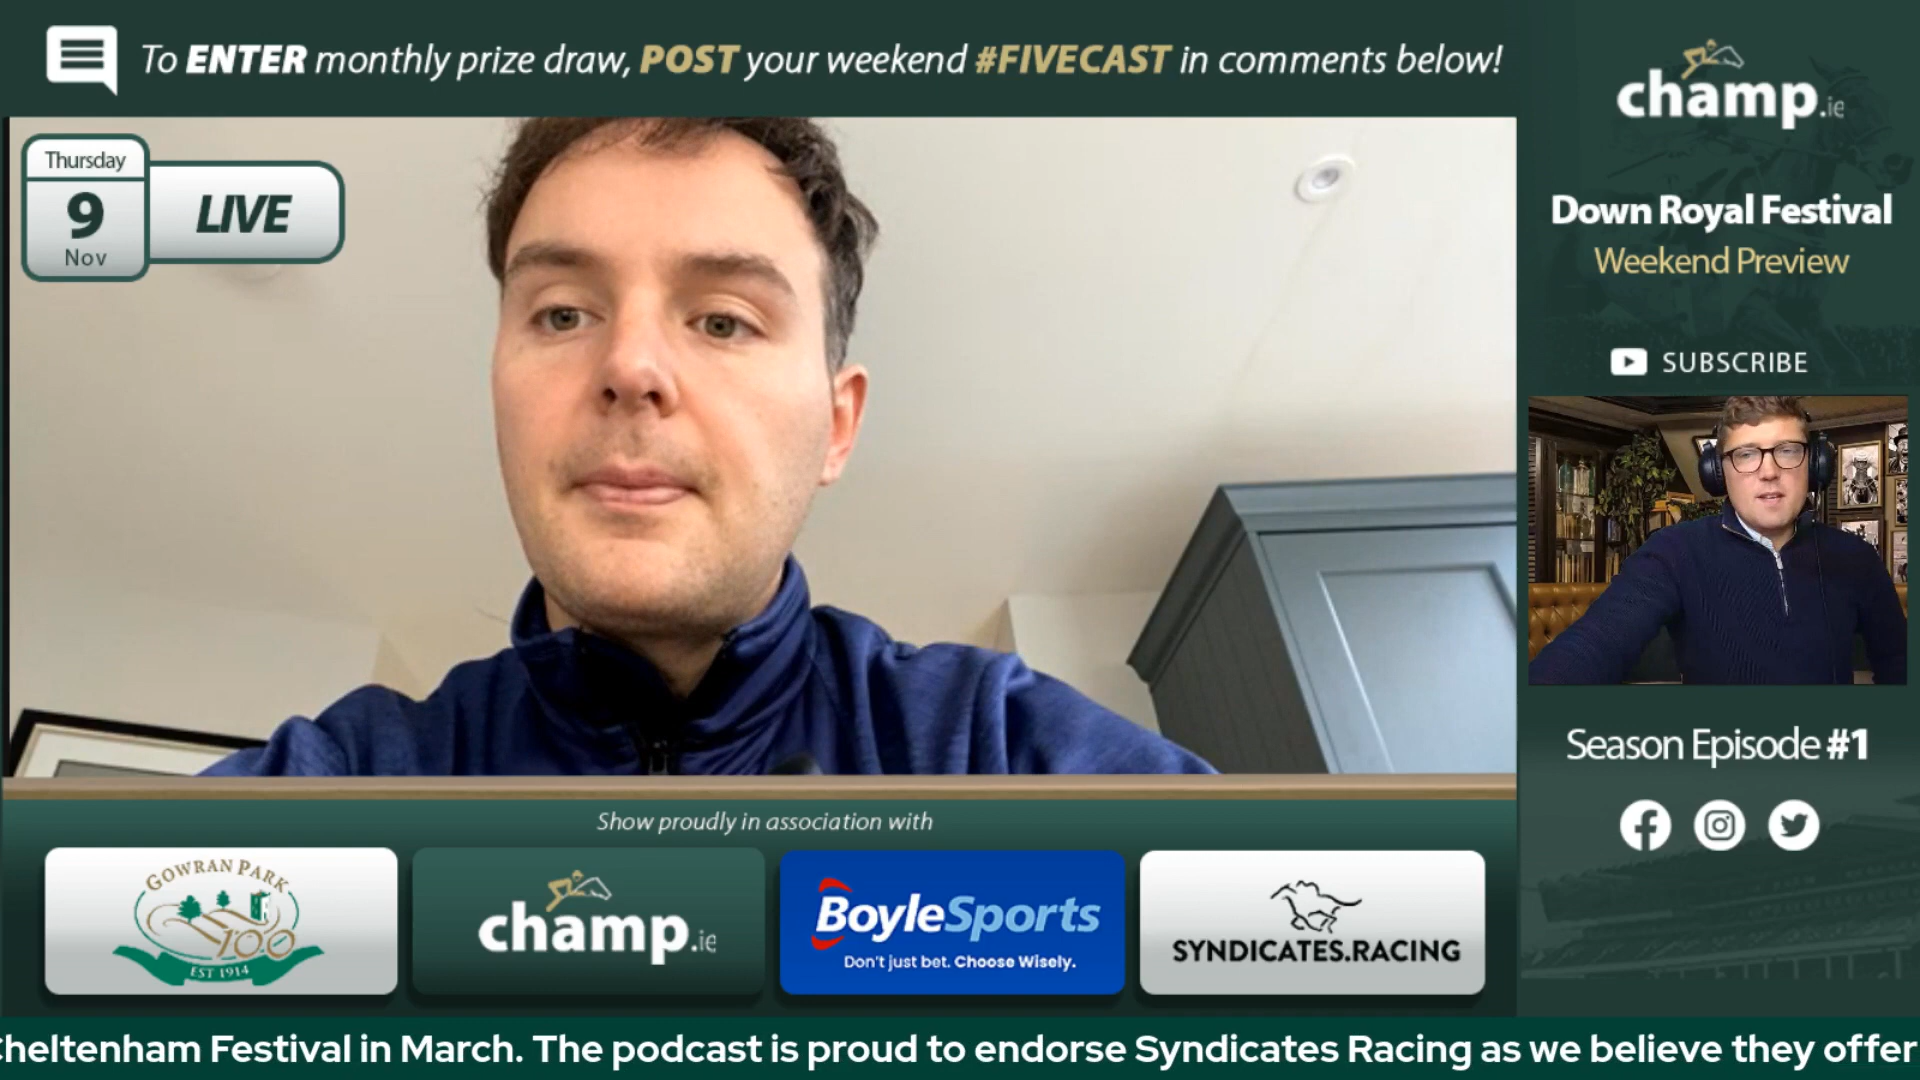 To ENTER monthly prize draw, POST your weekend #FIVECAST in comments below!
Thursday
9
Nov
LIVE
champ.ie
Down Royal Festival
Weekend Preview
SUBSCRIBE
Season Episode #1
Show proudly in association with
GOWRAN PARK
100
EST 1914
champ.ie
BoyleSports
Don't just bet. Choose Wisely.
SYNDICATES.RACING
Cheltenham Festival in March. The podcast is proud to endorse Syndicates Racing as we believe they offer